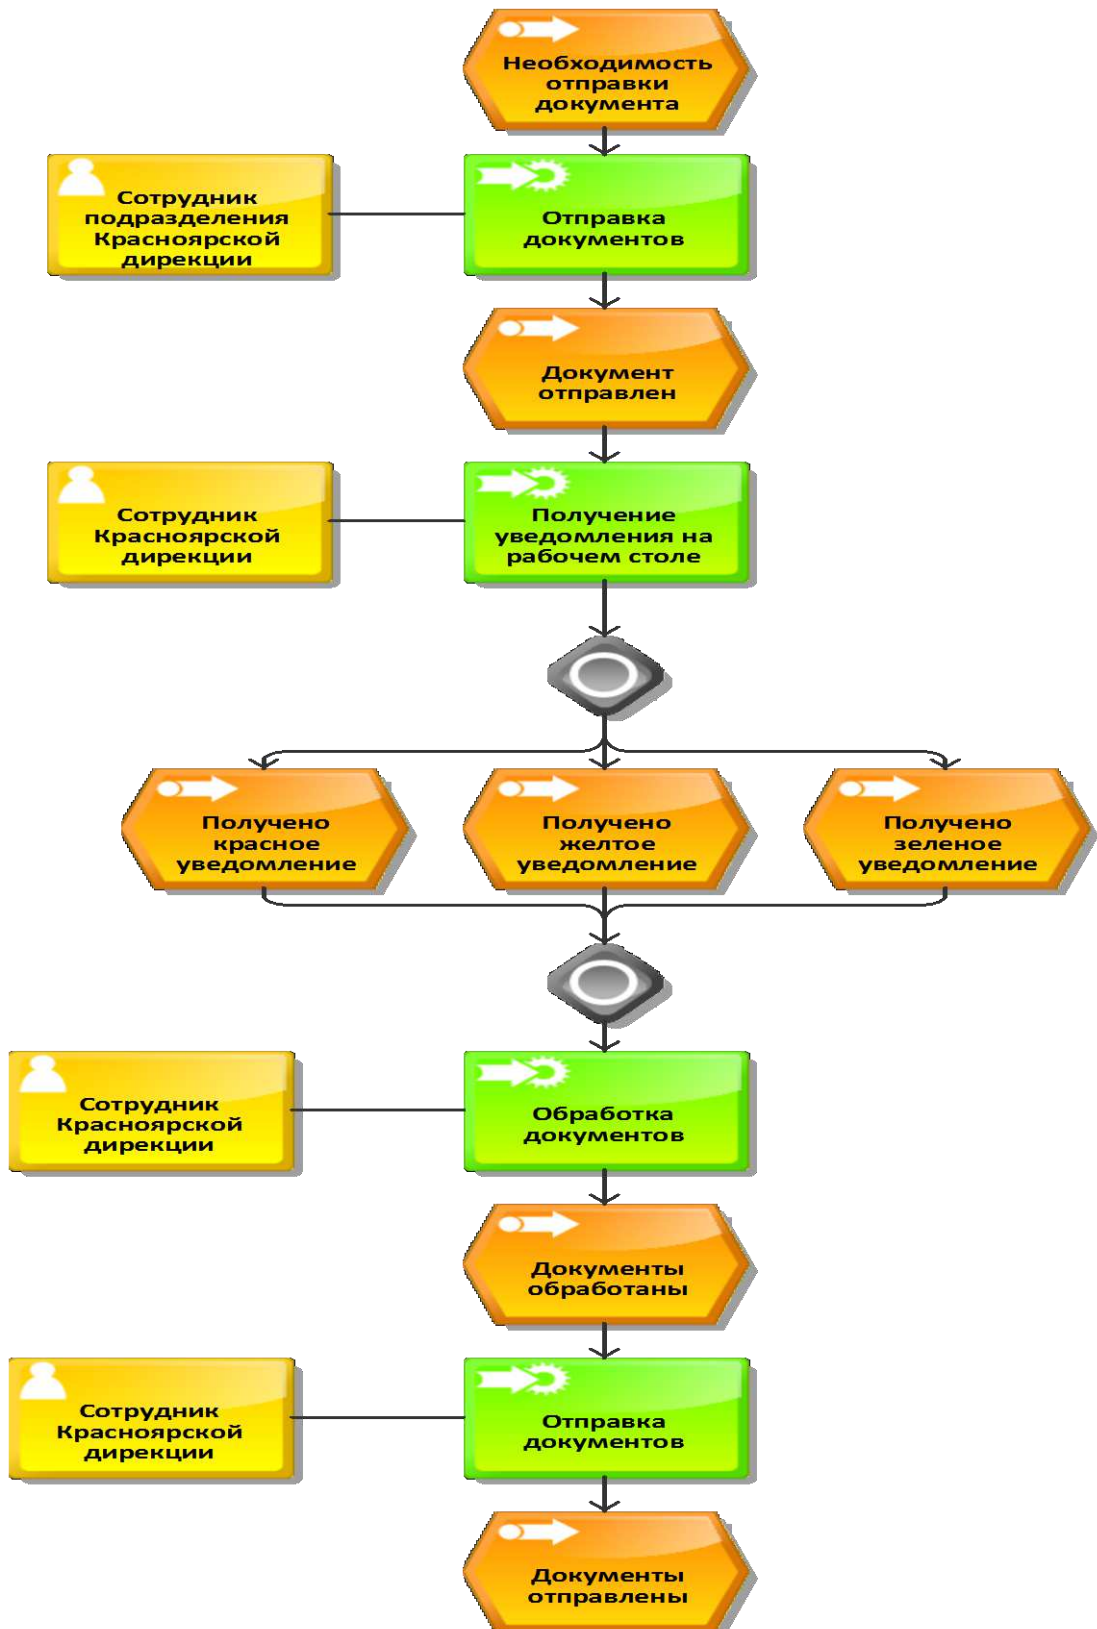 Необходимость
отправки
документа
Сотрудник
подразделения
Красноярской
дирекции
Отправка
документов
Документ
отправлен
Сотрудник
Красноярской
дирекции
Получение
уведомления на
рабочем столе
Получено
красное
уведомление
Получено
желтое
уведомление
Получено
зеленое
уведомление
Сотрудник
Красноярской
дирекции
Обработка
документов
Документы
обработаны
Сотрудник
Красноярской
дирекции
Отправка
документов
Документы
отправлены